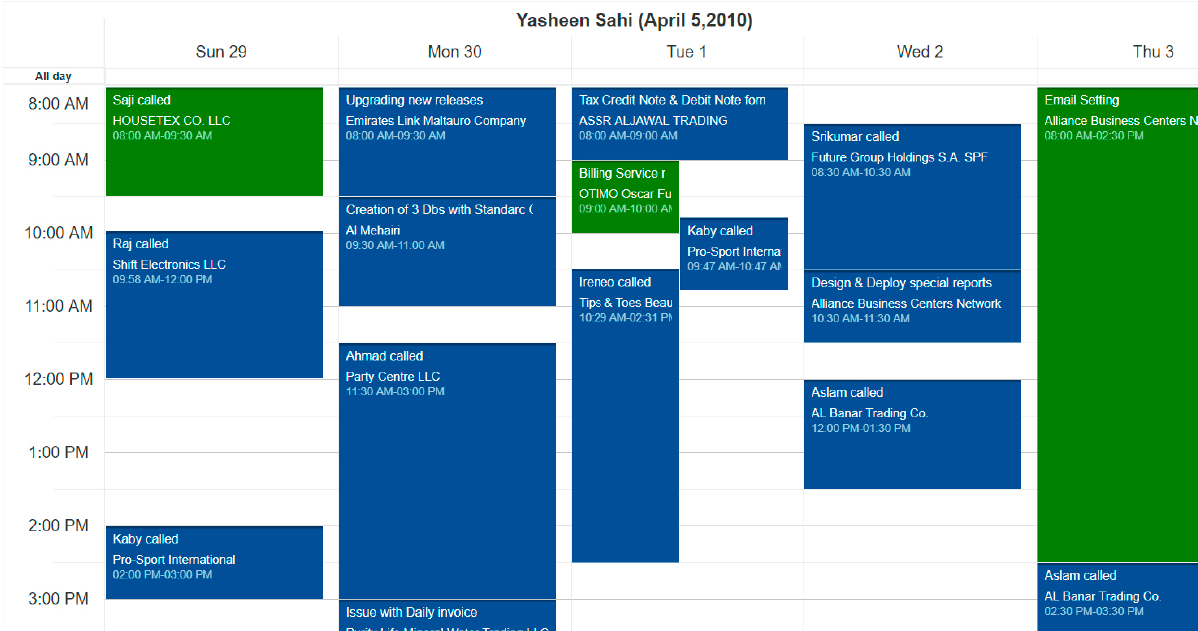 Yasheen Sahi (April 5,2010)
Sun 29
Mon 30
Tue 1
Wed 2
Thu 3
All day
8:00 AM
9:00 AM
10:00 AM
11:00 AM
12:00 PM
1:00 PM
2:00 PM
3:00 PM
Saji called
HOUSETEX CO. LLC
08:00 AM-09:30 AM
Raj called
Shift Electronics LLC
09:58 AM-12:00 PM
Kaby called
Pro-Sport International
02:00 PM-03:00 PM
Upgrading new releases
Emirates Link Maltauro Company
08:00 AM-09:30 AM
Creation of 3 Dbs with Standarc (
Al Mehairi
09:30 AM-11:00 AM
Ahmad called
Party Centre LLC
11:30 AM-03:00 PM
Issue with Daily invoice
Purity Life Mineral Water Trading LLC
Tax Credit Note & Debit Note forn
ASSR ALJAWAL TRADING
08:00 AM-09:00 AM
Billing Service r
OTIMO Oscar Fu
09:00 AM-10:00 AM
Kaby called
Pro-Sport Interna
09:47 AM-10:47 AM
Ireneo called
Tips & Toes Beau
10:29 AM-02:31 PM
Srikumar called
Future Group Holdings S.A. SPF
08:30 AM-10:30 AM
Design & Deploy special reports
Alliance Business Centers Network
10:30 AM-11:30 AM
Aslam called
AL Banar Trading Co.
12:00 PM-01:30 PM
Email Setting
Alliance Business Centers N
08:00 AM-02:30 PM
Aslam called
AL Banar Trading Co.
02:30 PM-03:30 PM